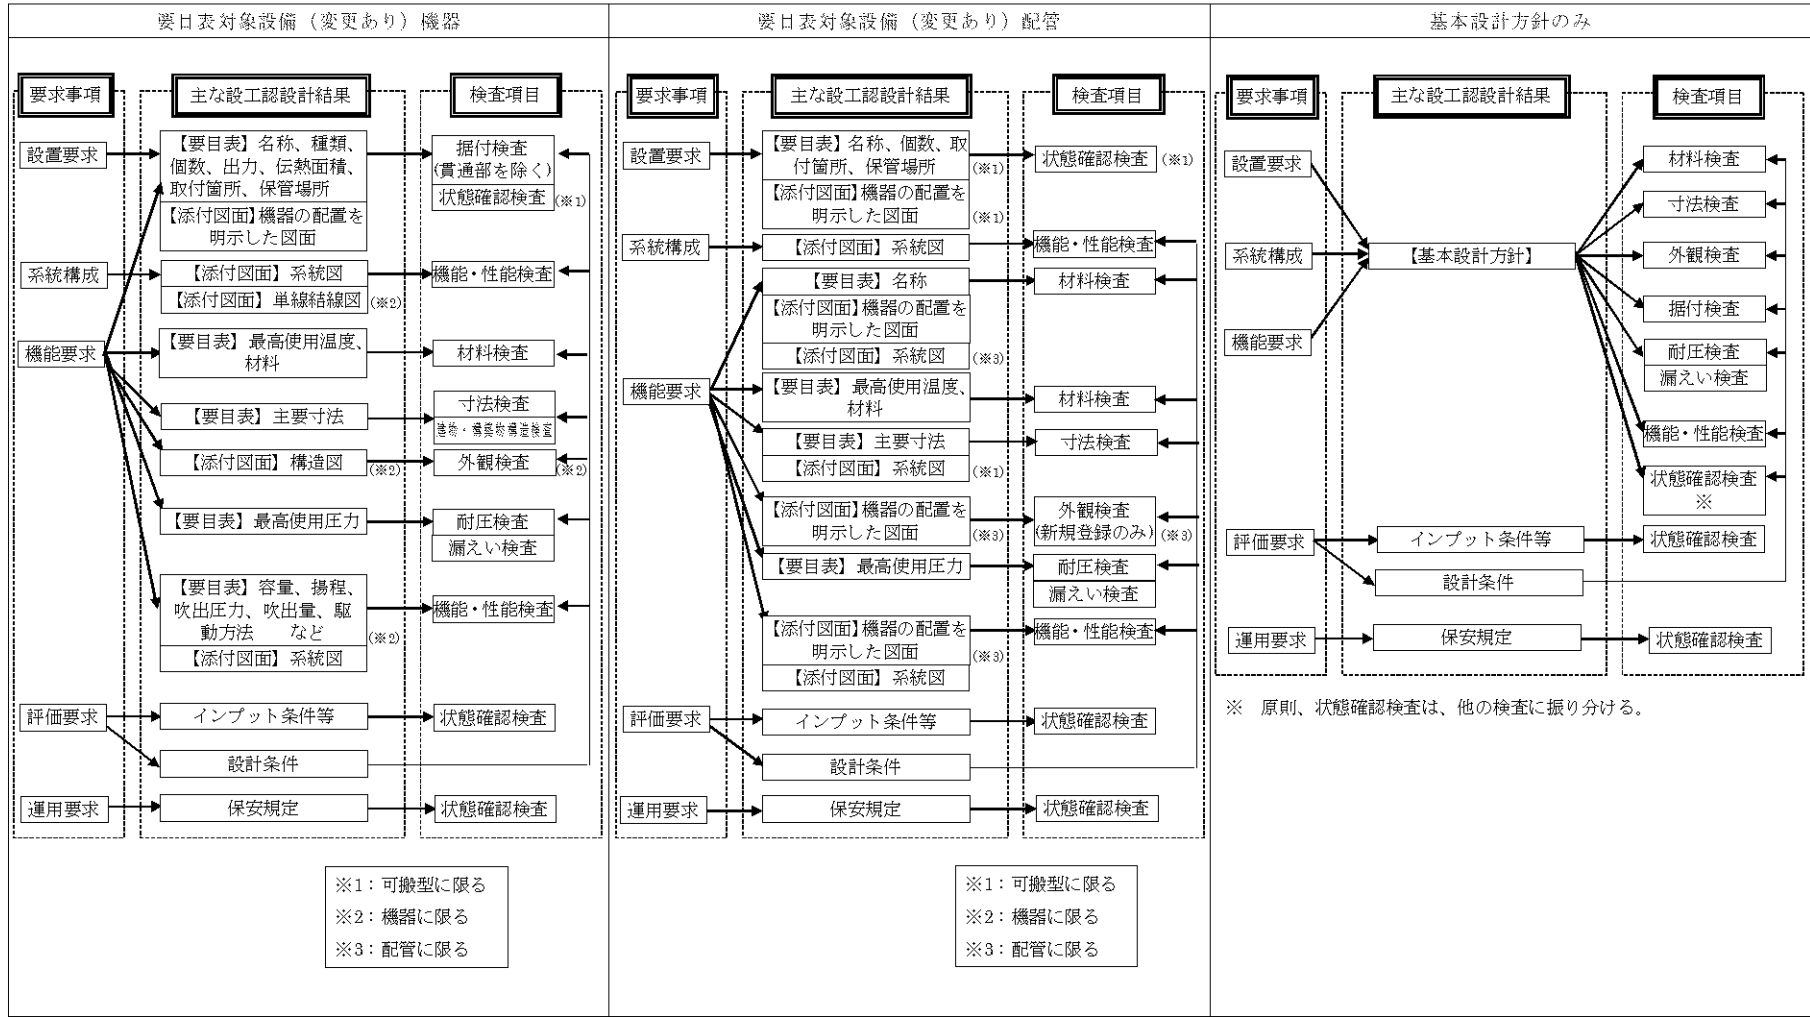 要目表対象設備（変更あり）機器
要求事項
主な設工認設計結果
検査項目
設置要求
【要目表】名称、種類、
個数、出力、伝熱面積、
取付箇所、保管場所
【添付図面】機器の配置を
明示した図面
据付検査
(貫通部を除く)
状態確認検査
(※1)
系統構成
【添付図面】系統図
【添付図面】単線結線図
(※2)
機能・性能検査
機能要求
【要目表】最高使用温度、
材料
材料検査
【要目表】主要寸法
寸法検査
建物・構築物構造検査
【添付図面】構造図
(※2)
外観検査
(※2)
【要目表】最高使用圧力
耐圧検査
漏えい検査
【要目表】容量、揚程、
吹出圧力、吹出量、駆
動方法　など
(※2)
【添付図面】系統図
機能・性能検査
評価要求
インプット条件等
状態確認検査
設計条件
運用要求
保安規定
状態確認検査
※1：可搬型に限る
※2：機器に限る
※3：配管に限る
要目表対象設備（変更あり）配管
要求事項
主な設工認設計結果
検査項目
設置要求
【要目表】名称、個数、取
付箇所、保管場所
(※1)
【添付図面】機器の配置を
明示した図面
(※1)
状態確認検査
(※1)
系統構成
【添付図面】系統図
機能・性能検査
【要目表】名称
材料検査
【添付図面】機器の配置を
明示した図面
【添付図面】系統図
(※3)
機能要求
【要目表】最高使用温度、
材料
材料検査
【要目表】主要寸法
寸法検査
【添付図面】系統図
(※1)
【添付図面】機器の配置を
明示した図面
(※3)
外観検査
(新規登録のみ)
(※3)
【要目表】最高使用圧力
耐圧検査
漏えい検査
【添付図面】機器の配置を
明示した図面
(※3)
【添付図面】系統図
機能・性能検査
評価要求
インプット条件等
状態確認検査
設計条件
運用要求
保安規定
状態確認検査
※1：可搬型に限る
※2：機器に限る
※3：配管に限る
基本設計方針のみ
要求事項
主な設工認設計結果
検査項目
設置要求
系統構成
機能要求
【基本設計方針】
材料検査
寸法検査
外観検査
据付検査
耐圧検査
漏えい検査
機能・性能検査
状態確認検査
※
評価要求
インプット条件等
状態確認検査
設計条件
運用要求
保安規定
状態確認検査
※　原則、状態確認検査は、他の検査に振り分ける。